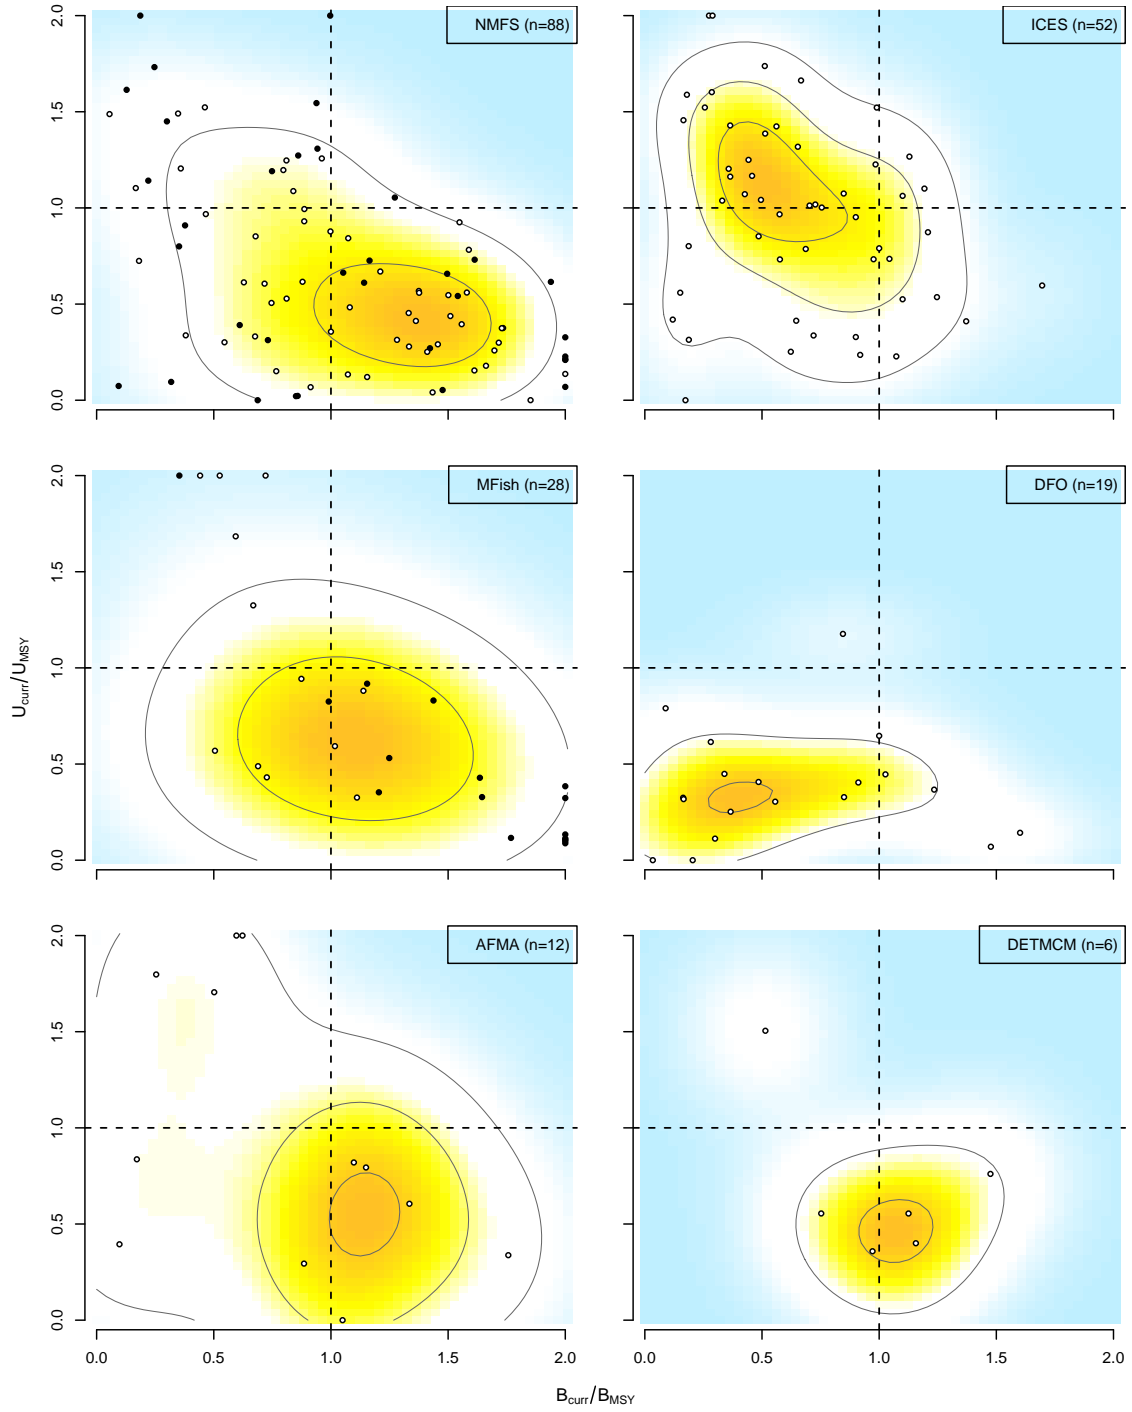 NMFS (n=88)
ICES (n=52)
2.0
1.5
1.0
0.5
0.0
MFish (n=28)
DFO (n=19)
2.0
1.5
1.0
0.5
0.0
Ucurr/UMSY
AFMA (n=12)
DETMCM (n=6)
2.0
1.5
1.0
0.5
0.0
0.0 0.5 1.0 1.5 2.0 0.0 0.5 1.0 1.5 2.0
Bcurr/BMSY